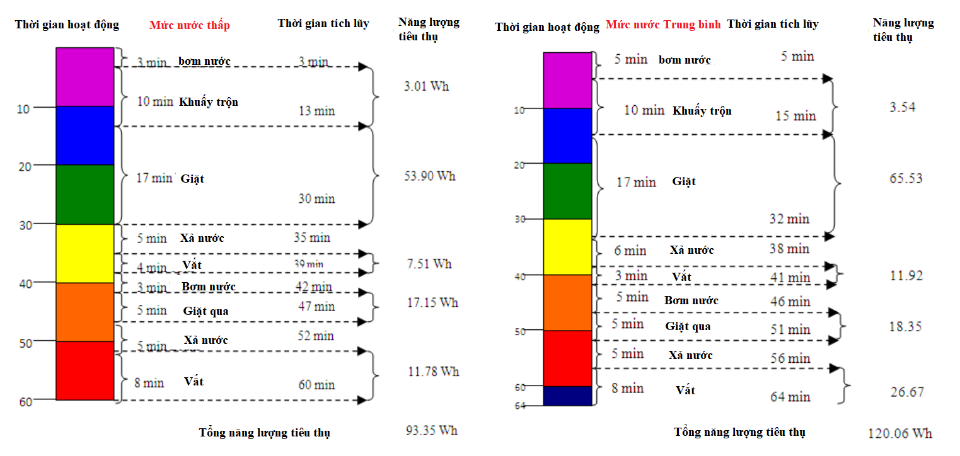 Thời gian hoạt động Mức nước thấp Thời gian tích lũy Năng lượng
tiêu thụ
3 min bơm nước 3 min
3.01 Wh
10 min Khuấy trộn
10 13 min
20
17 min Giặt 53.90 Wh
30 min
30
5 min Xả nước 35 min
4 min Vắt 39 min 7.51 Wh
40 3 min Bơm nước 42 min
5 min Giặt qua 47 min 17.15 Wh
50 5 min Xả nước 52 min
11.78 Wh
8 min Vắt 60 min
60
Tổng năng lượng tiêu thụ 93.35 Wh
Thời gian hoạt động Mức nước Trung bình Thời gian tích lũy Năng lượng
tiêu thụ
5 min bơm nước 5 min
10 10 min Khuấy trộn 15 min 3.54
20
17 min Giặt 65.53
30 32 min
6 min Xả nước 38 min
40 3 min Vắt 41 min 11.92
5 min Bơm nước 46 min
50 5 min Giặt qua 51 min 18.35
5 min Xả nước 56 min
60 8 min Vắt 64 min 26.67
64
Tổng năng lượng tiêu thụ 120.06 Wh